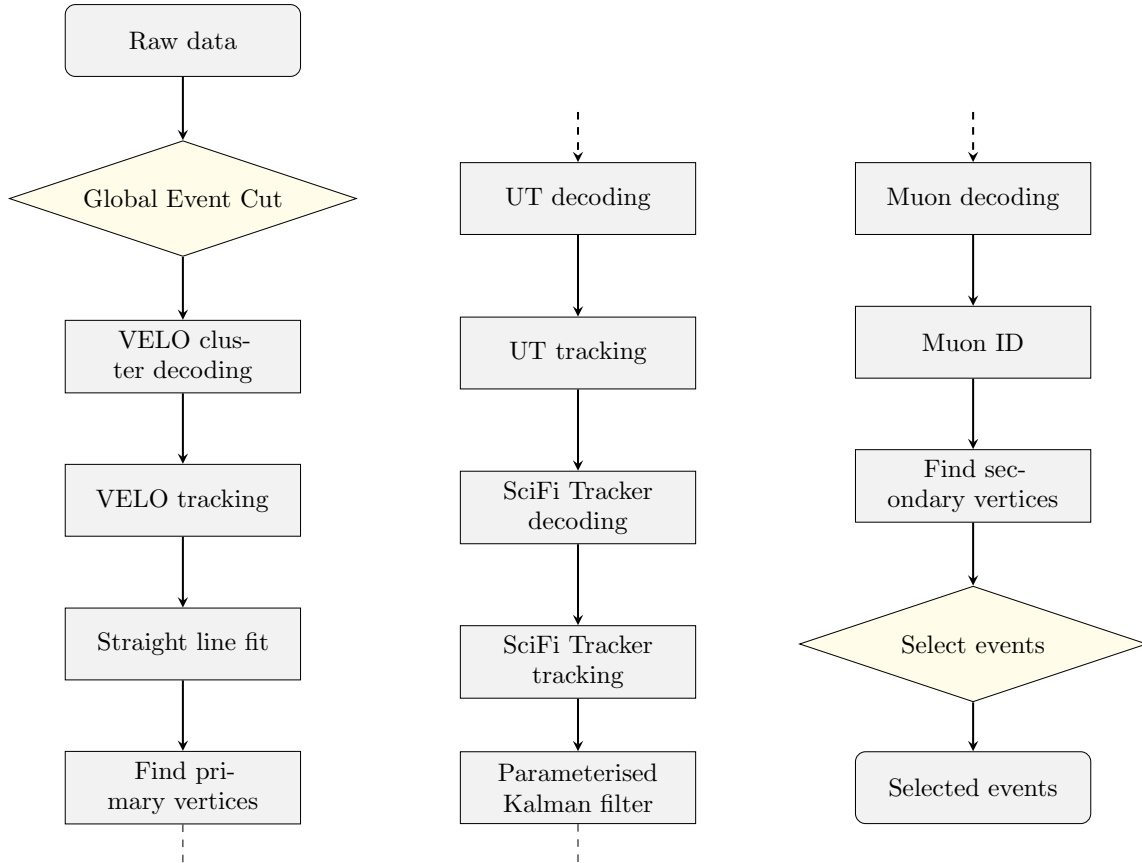 Raw data
Global Event Cut
VELO clus-
ter decoding
VELO tracking
Straight line fit
Find pri-
mary vertices
UT decoding
UT tracking
SciFi Tracker
decoding
SciFi Tracker
tracking
Parameterised
Kalman filter
Muon decoding
Muon ID
Find sec-
ondary vertices
Select events
Selected events